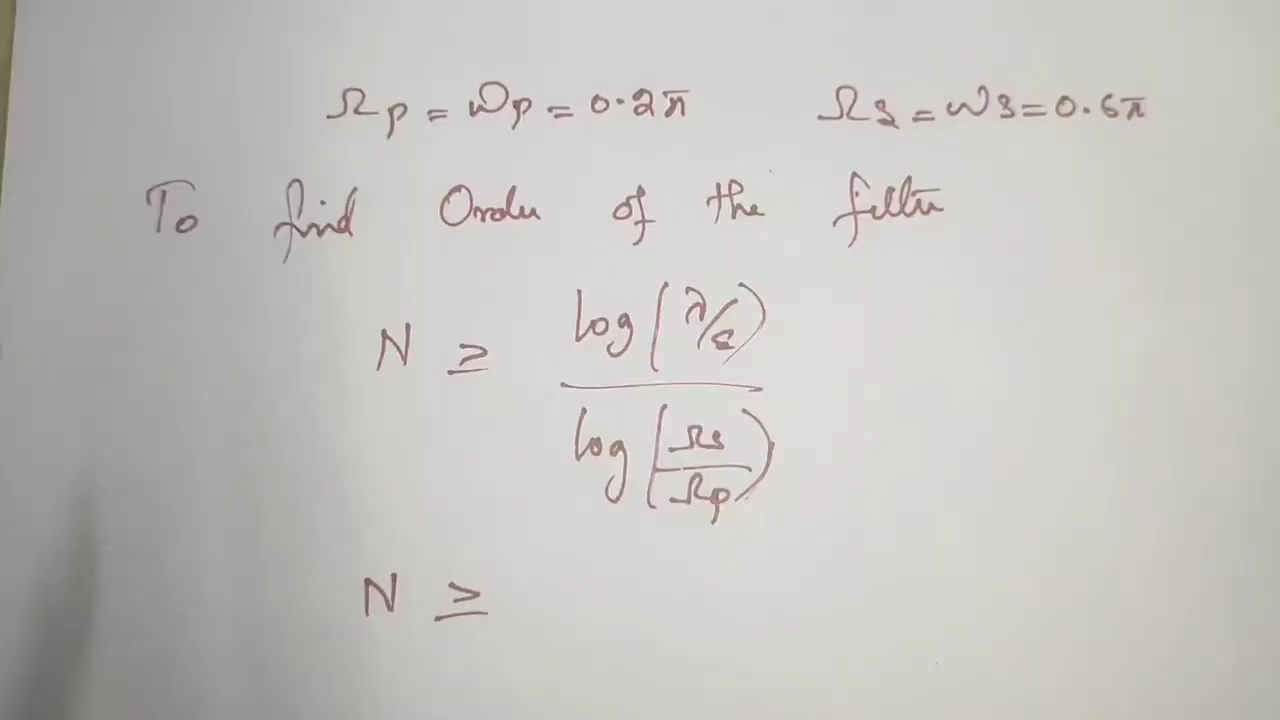 Ωp = ωp = 0.2π Ωs = ωs = 0.6π
To find Order of the filter
N ≥ log(λ/ε) / log(Ωs/Ωp)
N ≥